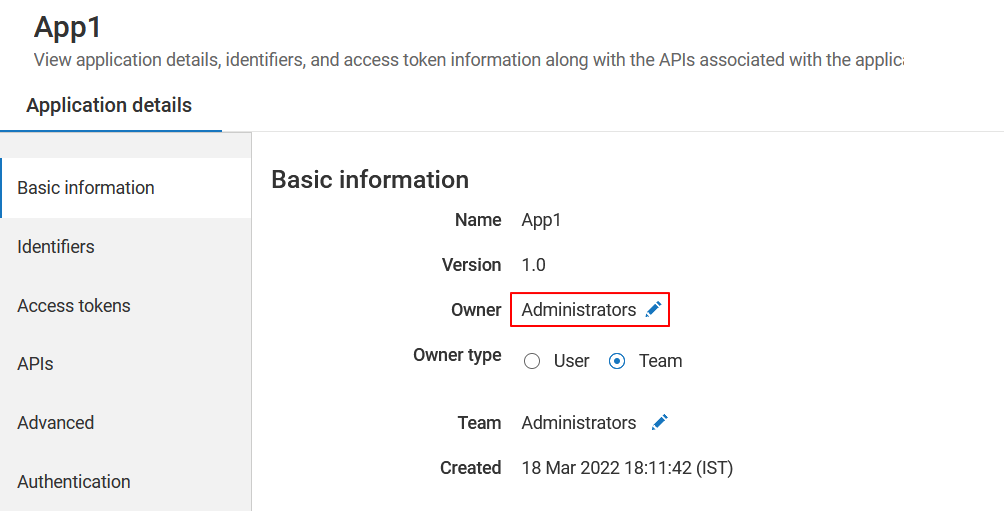 App1
View application details, identifiers, and access token information along with the APIs associated with the applica
Application details
Basic information
Identifiers
Access tokens
APIs
Advanced
Authentication
Basic information
Name App1
Version 1.0
Owner Administrators
Owner type User Team
Team Administrators
Created 18 Mar 2022 18:11:42 (IST)